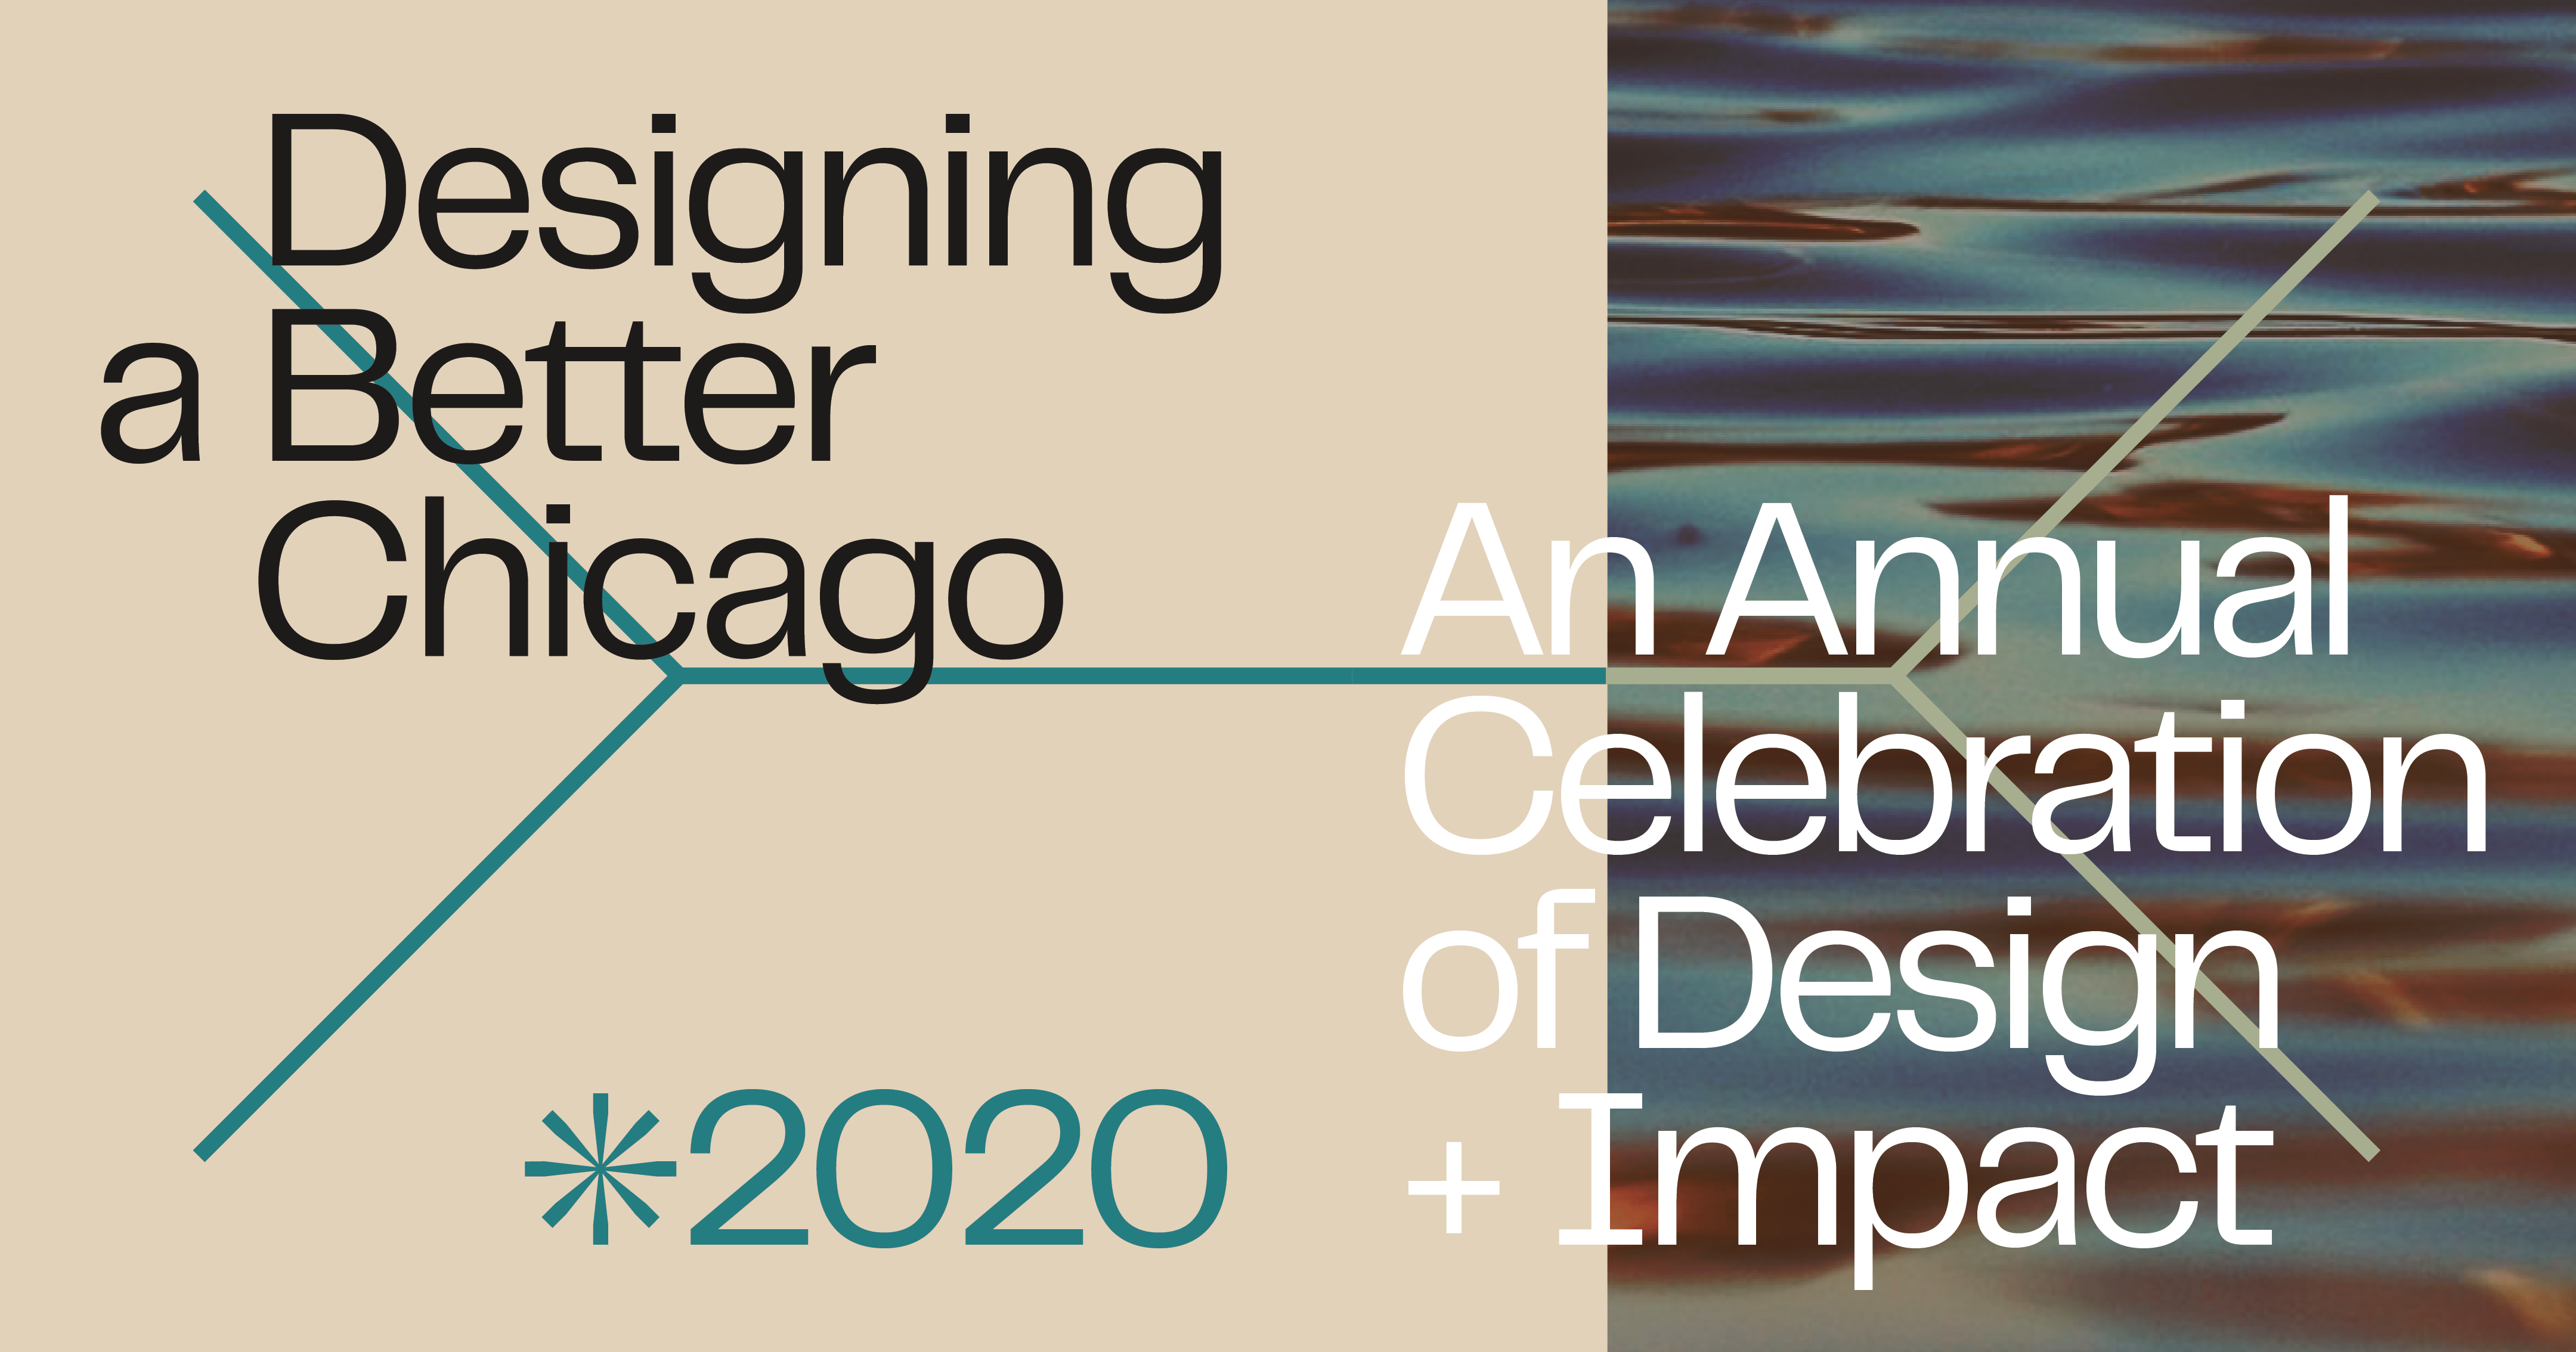 Designing
a Better
Chicago
An Annual
Celebration
of Design
+ Impact
✳2020